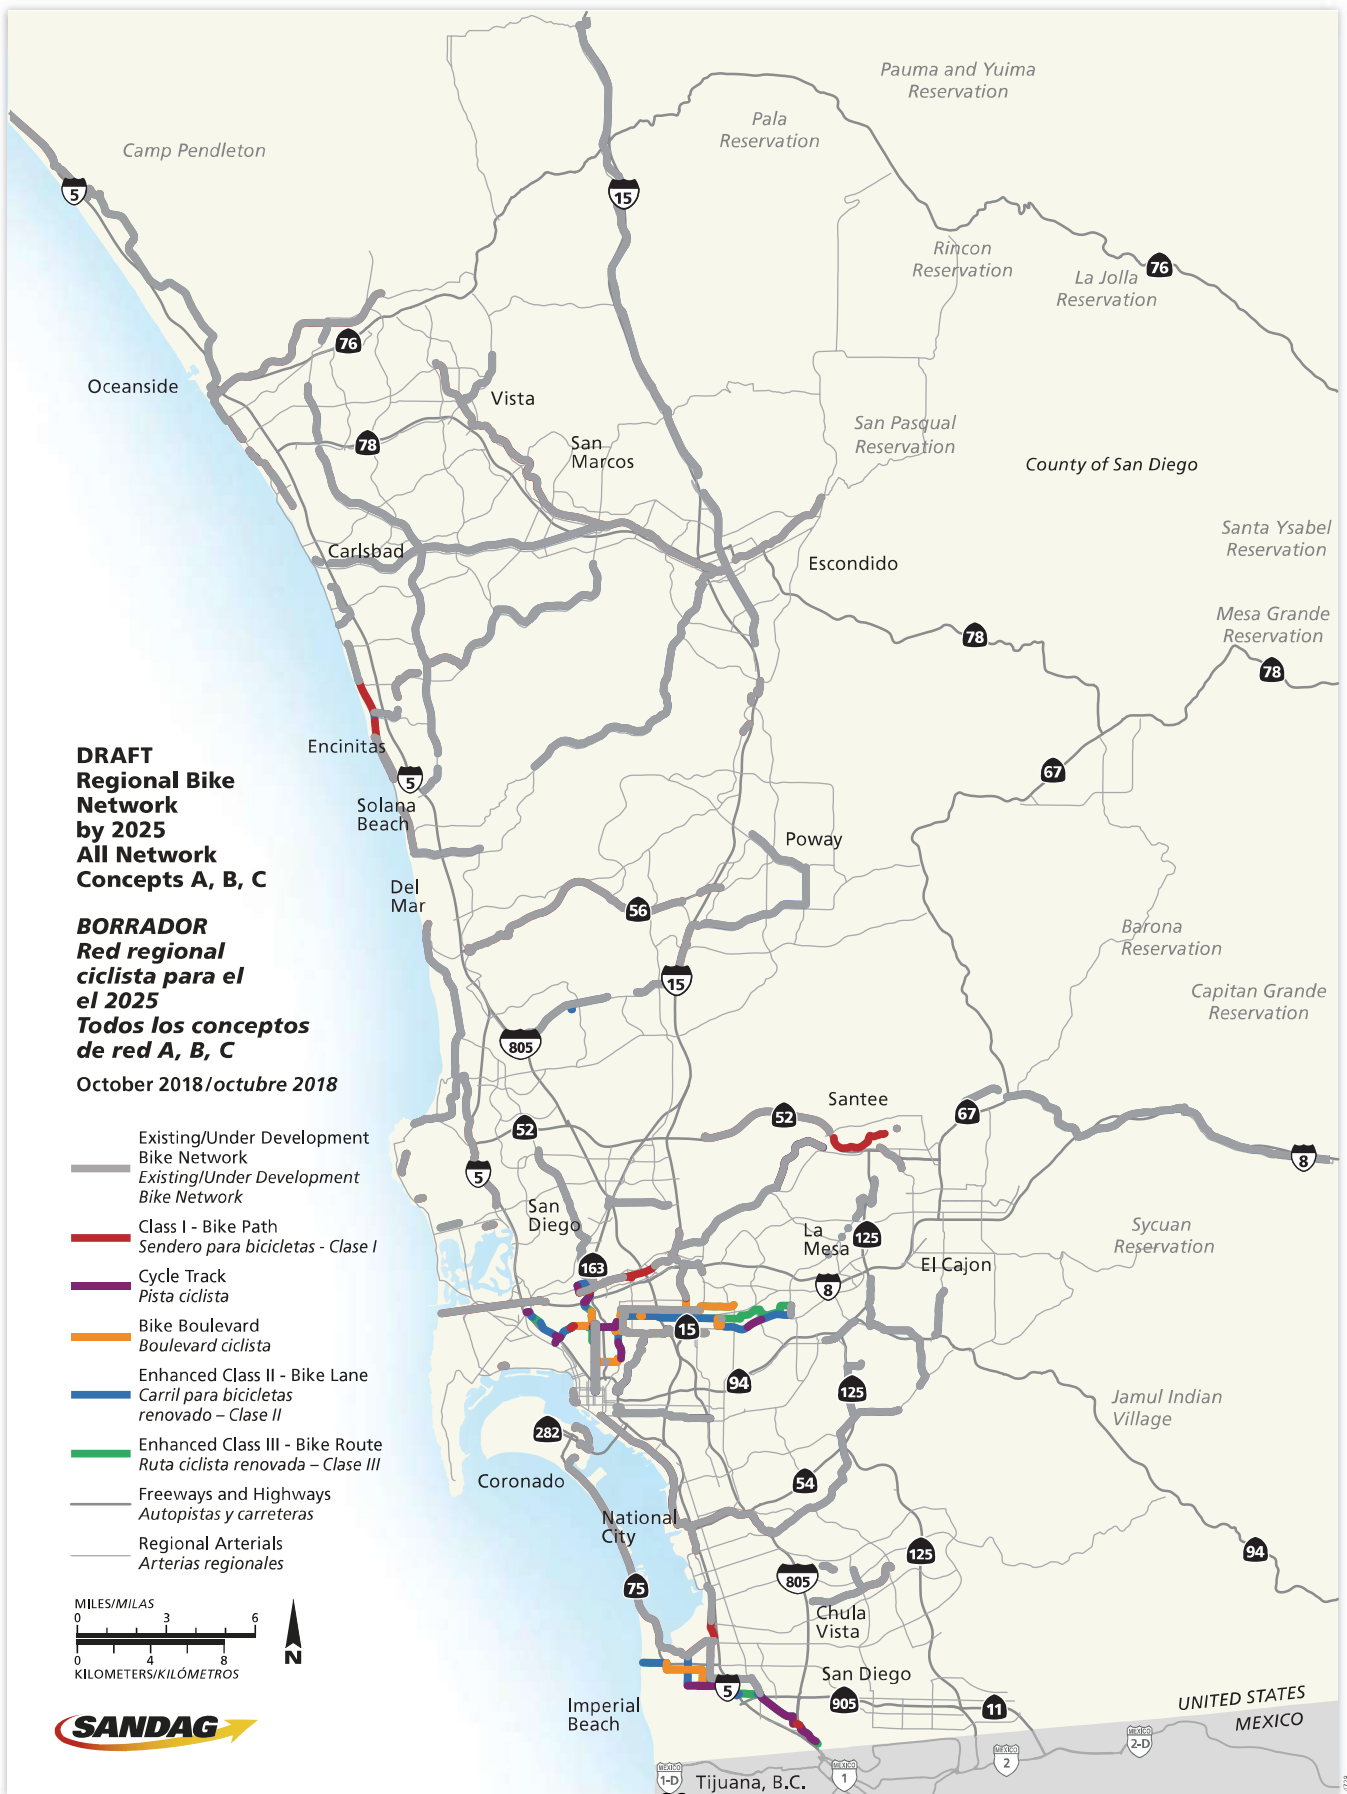 Pauma and Yuima
Reservation
Pala
Reservation
Camp Pendleton
5
15
Rincon
Reservation
La Jolla
Reservation
76
76
Oceanside
Vista
78
San
Marcos
San Pasqual
Reservation
County of San Diego
Santa Ysabel
Reservation
Carlsbad
Escondido
Mesa Grande
Reservation
78
78
Encinitas
5
Solana
Beach
67
DRAFT
Regional Bike
Network
by 2025
All Network
Concepts A, B, C
BORRADOR
Red regional
ciclista para el
el 2025
Todos los conceptos
de red A, B, C
October 2018/octubre 2018
Poway
Del
Mar
56
Barona
Reservation
15
Capitan Grande
Reservation
805
Santee
52
67
52
5
8
San
Diego
La
Mesa
125
Sycuan
Reservation
El Cajon
163
8
15
94
125
Jamul Indian
Village
282
Coronado
54
National
City
125
94
805
75
Chula
Vista
San Diego
5
905
11
Imperial
Beach
UNITED STATES
MEXICO
MEXICO
2-D
MEXICO
2
MEXICO
1
MEXICO
1-D
Tijuana, B.C.
Existing/Under Development
Bike Network
Existing/Under Development
Bike Network
Class I - Bike Path
Sendero para bicicletas - Clase I
Cycle Track
Pista ciclista
Bike Boulevard
Boulevard ciclista
Enhanced Class II - Bike Lane
Carril para bicicletas
renovado – Clase II
Enhanced Class III - Bike Route
Ruta ciclista renovada – Clase III
Freeways and Highways
Autopistas y carreteras
Regional Arterials
Arterias regionales
MILES/MILAS
0 3 6
0 4 8
KILOMETERS/KILÓMETROS
N
SANDAG